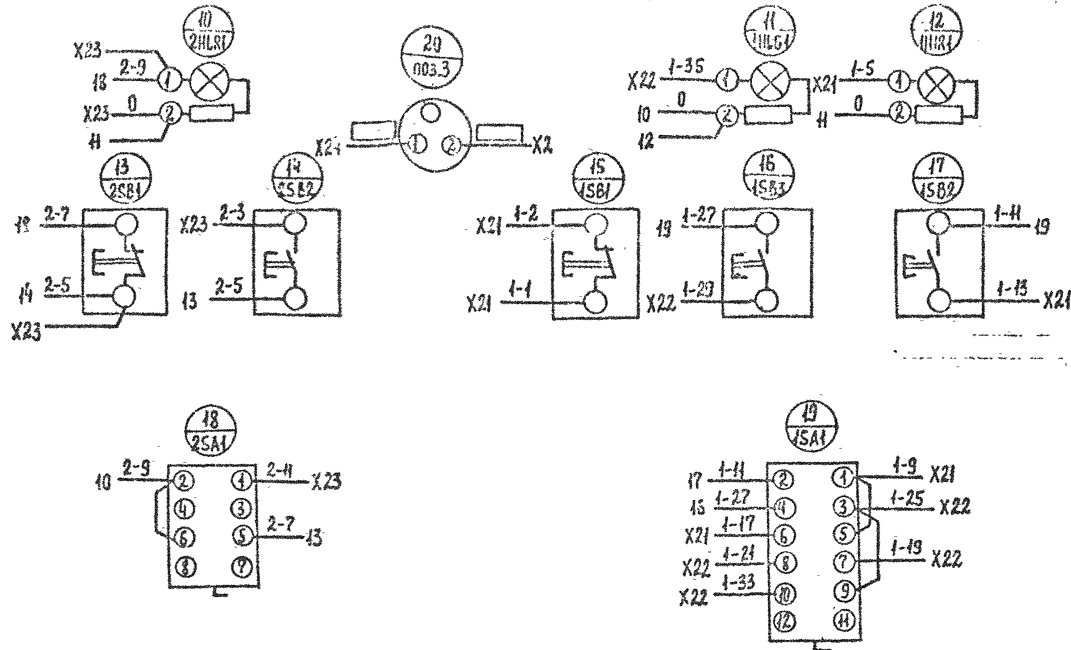 10
2HLR1
X23
18 2-9 1
X23 0 2
11
20
поз.3
X24 1 2 X2
11
1HLG1
X22 1-35 1
10 0 2
12
12
1HLR1
X21 1-5 1
11 0 2
13
2SB1
18 2-7
14 2-5
X23
14
2SB2
X23 2-3
13 2-5
15
1SB1
X21 1-2
X21 1-1
16
1SB3
19 1-27
X22 1-29
17
1SB2
1-11 19
1-13 X21
18
2SA1
10 2-9 2 1 2-11 X23
4 3
6 5 2-7 13
8 7
19
1SA1
17 1-11 2 1 1-9 X21
1-27 4 3 1-25 X22
X21 1-17 6 5
X22 1-21 8 7 1-19 X22
X22 1-33 10 9
12 11